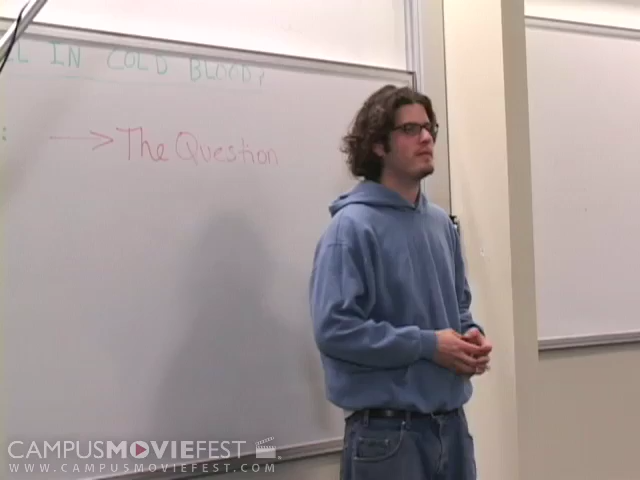 IN COLD BLOOD,
: → The Question
CAMPUSMOVIEFEST
WWW.CAMPUSMOVIEFEST.COM